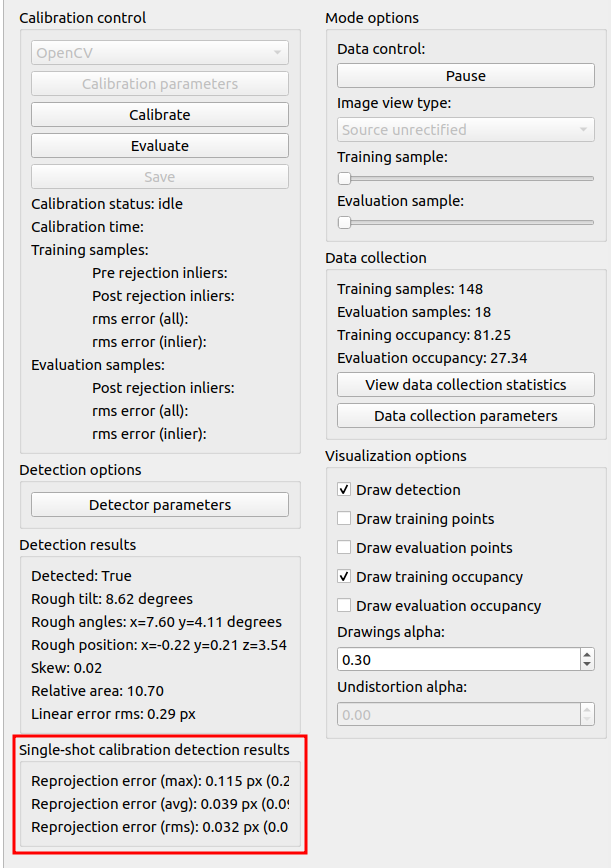 Calibration control
OpenCV
Calibration parameters
Calibrate
Evaluate
Save
Calibration status: idle
Calibration time:
Training samples:
Pre rejection inliers:
Post rejection inliers:
rms error (all):
rms error (inlier):
Evaluation samples:
Post rejection inliers:
rms error (all):
rms error (inlier):
Detection options
Detector parameters
Detection results
Detected: True
Rough tilt: 8.62 degrees
Rough angles: x=7.60 y=4.11 degrees
Rough position: x=-0.22 y=0.21 z=3.54
Skew: 0.02
Relative area: 10.70
Linear error rms: 0.29 px
Single-shot calibration detection results
Reprojection error (max): 0.115 px (0.2
Reprojection error (avg): 0.039 px (0.09
Reprojection error (rms): 0.032 px (0.0
Mode options
Data control:
Pause
Image view type:
Source unrectified
Training sample:
Evaluation sample:
Data collection
Training samples: 148
Evaluation samples: 18
Training occupancy: 81.25
Evaluation occupancy: 27.34
View data collection statistics
Data collection parameters
Visualization options
Draw detection
Draw training points
Draw evaluation points
Draw training occupancy
Draw evaluation occupancy
Drawings alpha:
0.30
Undistortion alpha:
0.00